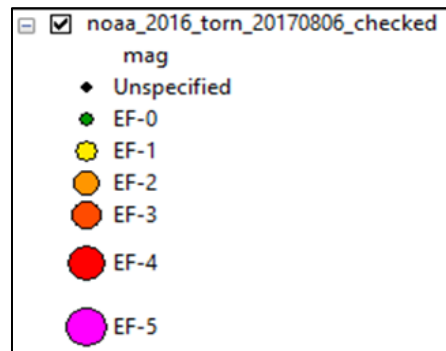 noaa_2016_torn_20170806_checked
mag
Unspecified
EF-0
EF-1
EF-2
EF-3
EF-4
EF-5